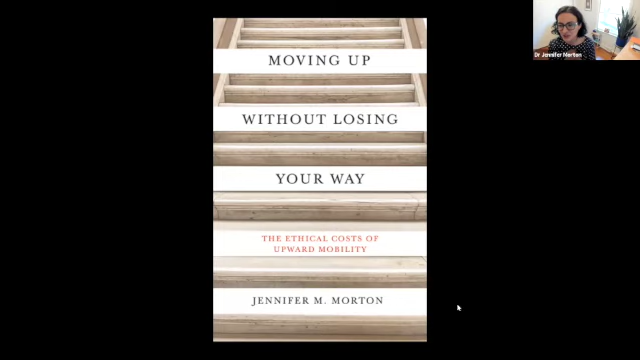 MOVING UP
WITHOUT LOSING
YOUR WAY
THE ETHICAL COSTS OF
UPWARD MOBILITY
JENNIFER M. MORTON
Dr Jennifer Morton